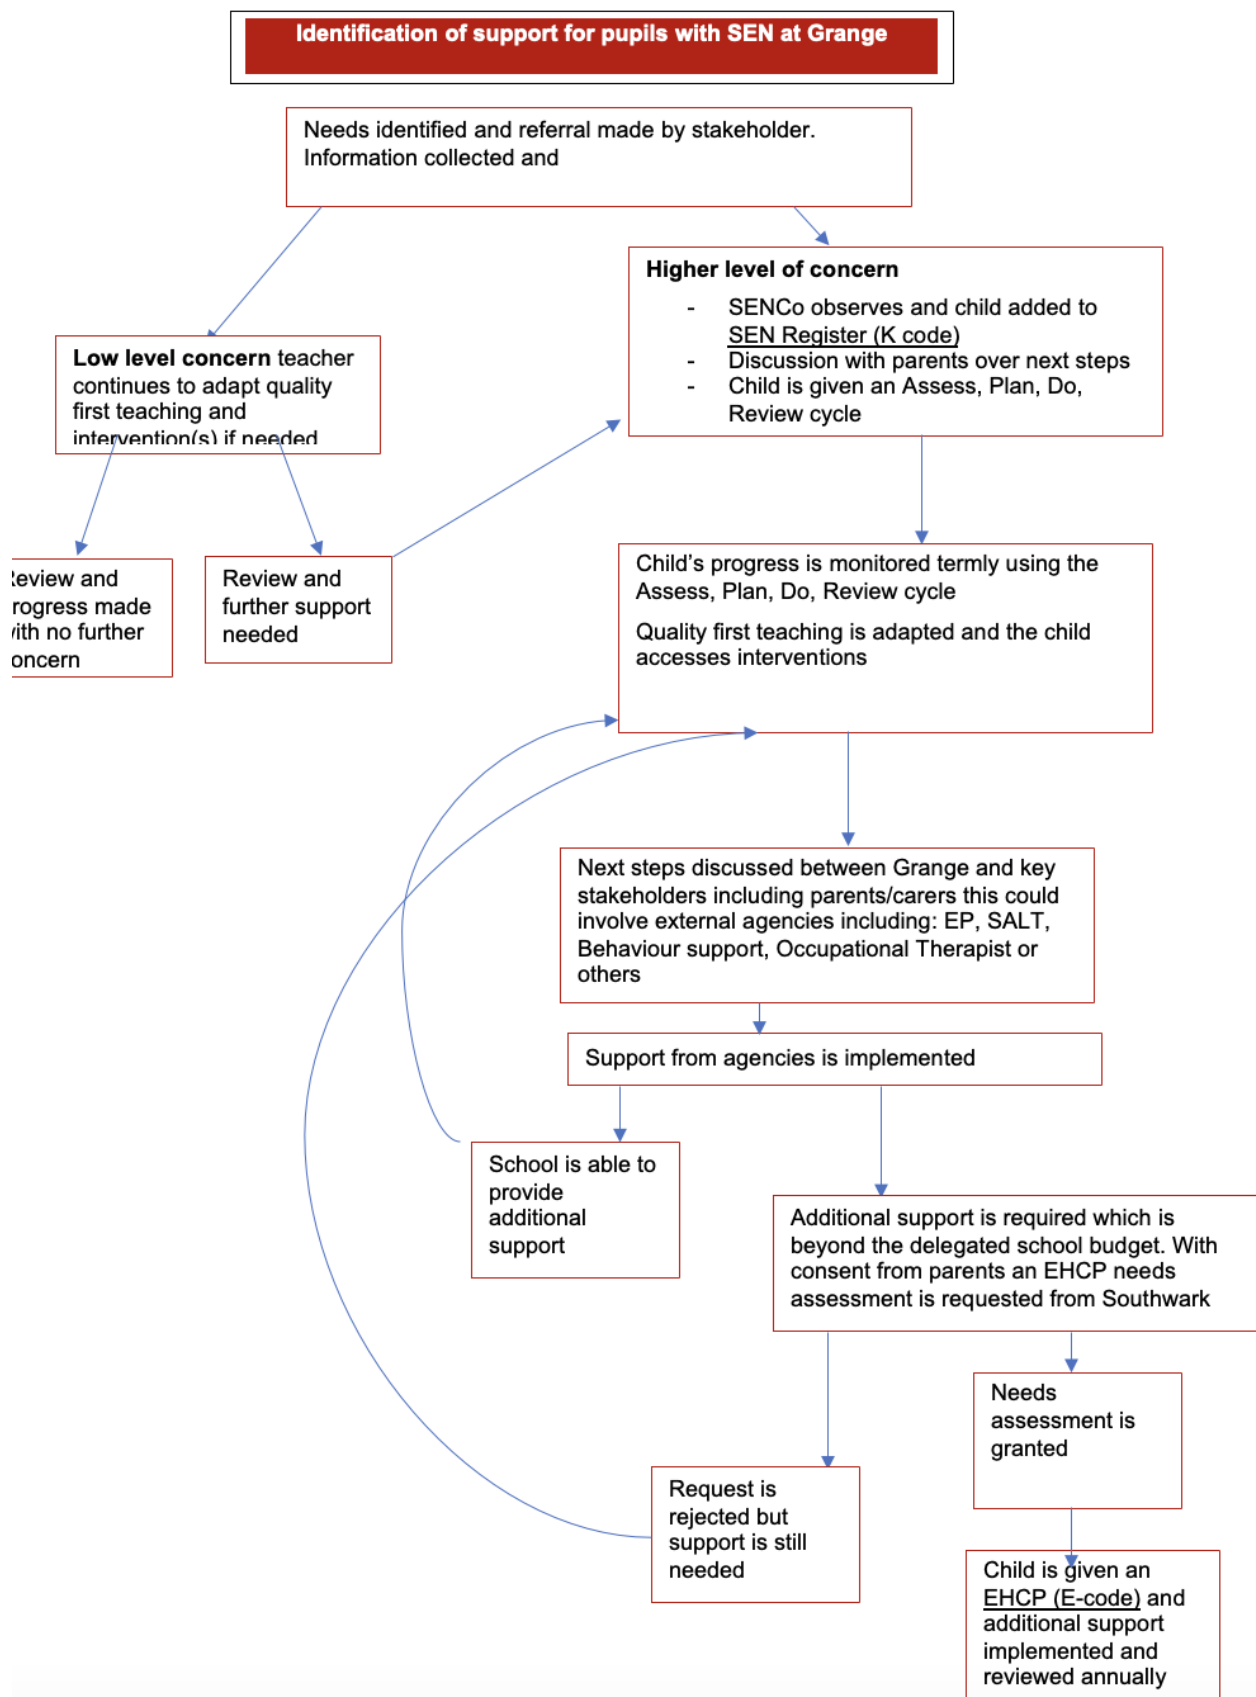 Identification of support for pupils with SEN at Grange
Needs identified and referral made by stakeholder.
Information collected and
Higher level of concern
- SENCo observes and child added to
SEN Register (K code)
- Discussion with parents over next steps
- Child is given an Assess, Plan, Do,
Review cycle
Low level concern teacher
continues to adapt quality
first teaching and
intervention(s) if needed
Review and
progress made
with no further
concern
Review and
further support
needed
Child's progress is monitored termly using the
Assess, Plan, Do, Review cycle
Quality first teaching is adapted and the child
accesses interventions
Next steps discussed between Grange and key
stakeholders including parents/carers this could
involve external agencies including: EP, SALT,
Behaviour support, Occupational Therapist or
others
Support from agencies is implemented
School is able to
provide
additional
support
Additional support is required which is
beyond the delegated school budget. With
consent from parents an EHCP needs
assessment is requested from Southwark
Needs
assessment is
granted
Request is
rejected but
support is still
needed
Child is given an
EHCP (E-code) and
additional support
implemented and
reviewed annually